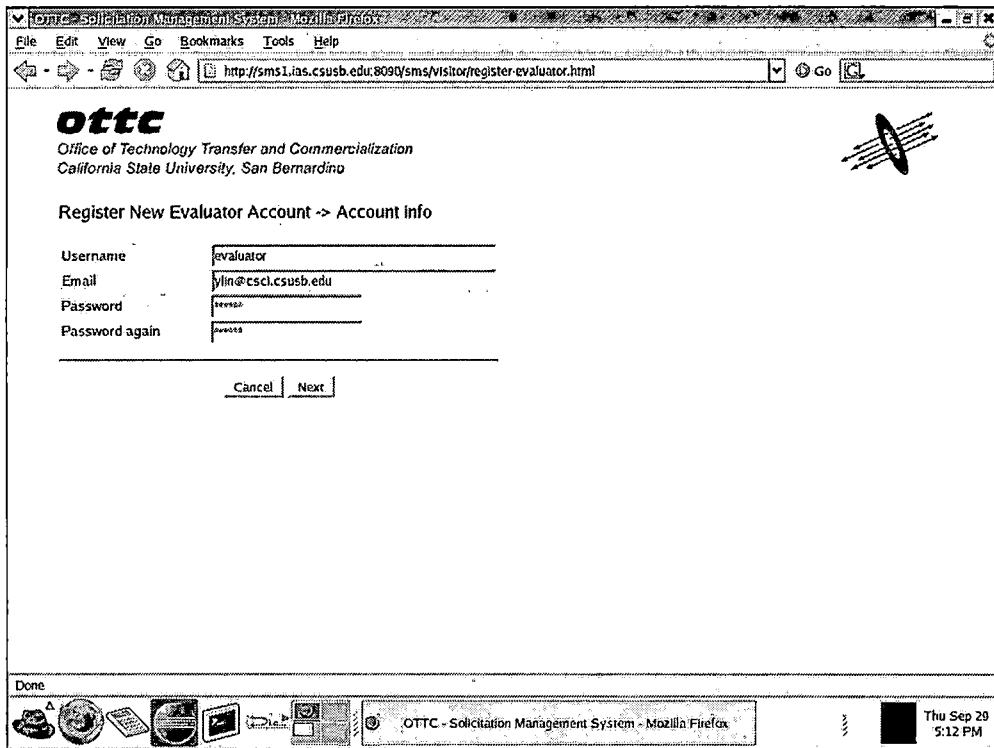 OTTC - Solicitation Management System - Mozilla Firefox
File Edit View Go Bookmarks Tools Help
http://sms1.ias.csusb.edu:8090/sms/visitor/register-evaluator.html Go
ottc
Office of Technology Transfer and Commercialization
California State University, San Bernardino
Register New Evaluator Account -> Account info
Username evaluator
Email ylin@csci.csusb.edu
Password ******
Password again ******
Cancel Next
Done
OTTC - Solicitation Management System - Mozilla Firefox
Thu Sep 29
5:12 PM